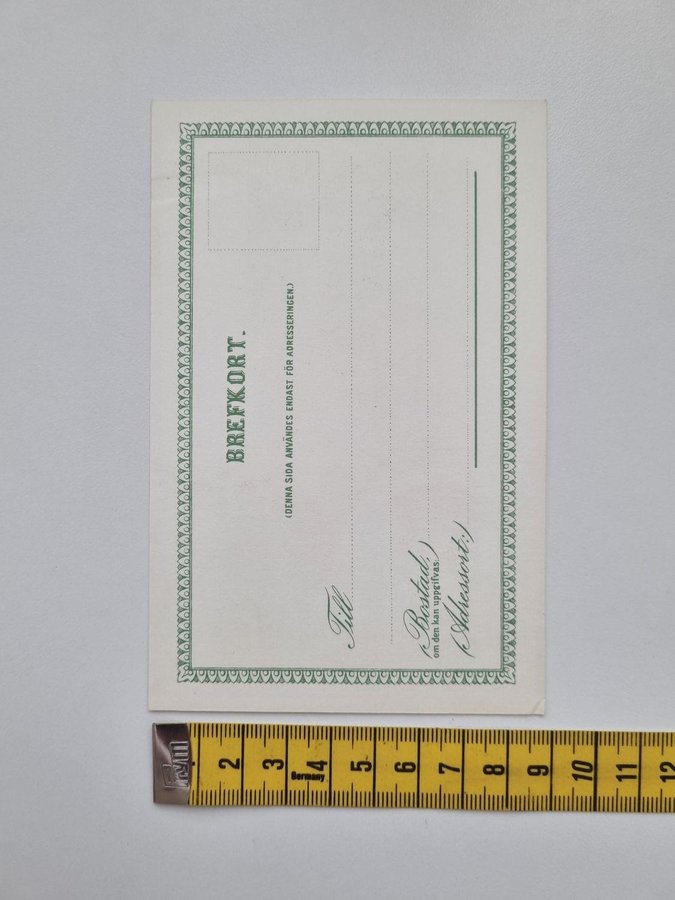 BREFKORT.
(DENNA SIDA ANVÄNDES ENDAST FÖR ADRESSERINGEN.)
Till
(Bostad,)
om den kan uppgifvas.
(Adressort:)
2 3 4 5 6 7 8 9 10 11 12
Germany